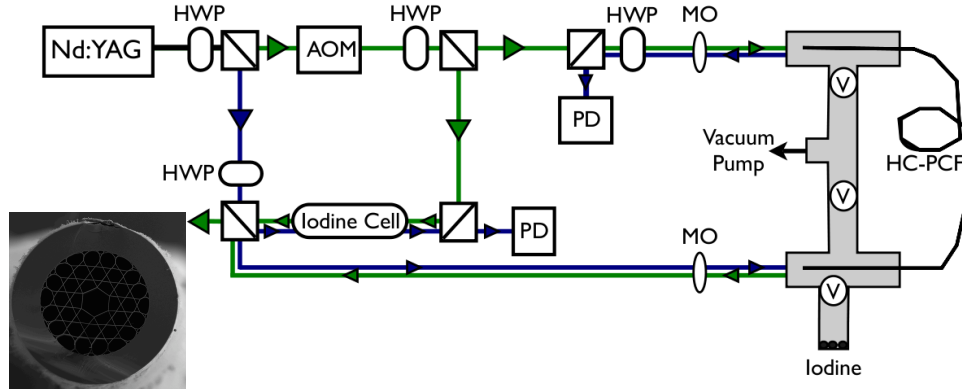 HWP
HWP
HWP
MO
Nd:YAG
AOM
V
PD
Vacuum
Pump
HC-PCF
HWP
V
Iodine Cell
PD
MO
V
Iodine